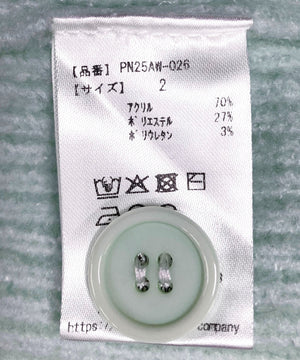 【品番】 PN25AW-026
【サイズ】 2
アクリル 70%
ポリエステル 27%
ポリウレタン 3%
https
company